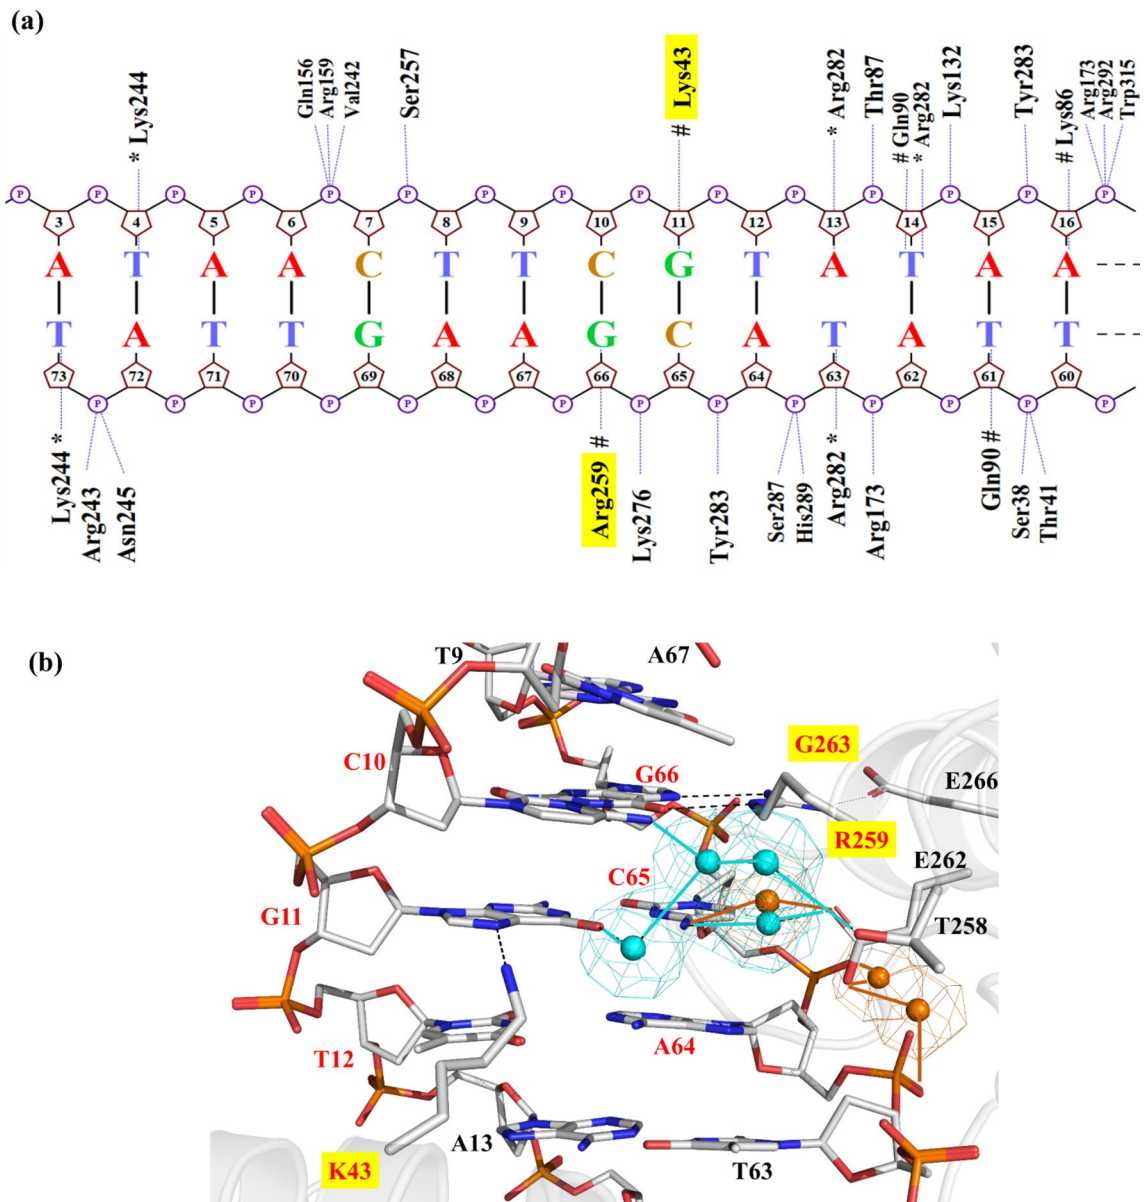 (a)
* Lys244
Gln156
Arg159
Val242
Ser257
# Lys43
* Arg282
Thr87
# Gln90
* Arg282
Lys132
Tyr283
# Lys86
Arg173
Arg292
Trp315
P P P P P P P P P P P P P P P
3 4 5 6 7 8 9 10 11 12 13 14 15 16
A T A A C T T C G T A T A A
T A T T G A A G C A T A T T
73 72 71 70 69 68 67 66 65 64 63 62 61 60
P P P P P P P P P P P P P
Lys244 *
Arg243
Asn245
Arg259 #
Lys276
Tyr283
Ser287
His289
Arg282 *
Arg173
Gln90 #
Ser38
Thr41
(b)
T9
A67
C10
G66
G263
E266
R259
C65
E262
G11
T258
T12
A64
A13
K43
T63